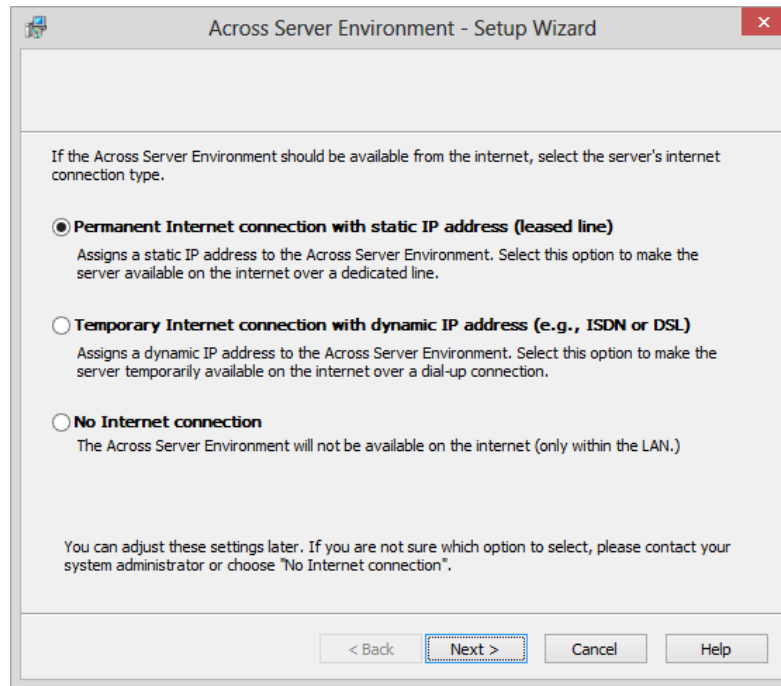 Across Server Environment - Setup Wizard
If the Across Server Environment should be available from the internet, select the server's internet
connection type.
Permanent Internet connection with static IP address (leased line)
Assigns a static IP address to the Across Server Environment. Select this option to make the
server available on the internet over a dedicated line.
Temporary Internet connection with dynamic IP address (e.g., ISDN or DSL)
Assigns a dynamic IP address to the Across Server Environment. Select this option to make the
server temporarily available on the internet over a dial-up connection.
No Internet connection
The Across Server Environment will not be available on the internet (only within the LAN.)
You can adjust these settings later. If you are not sure which option to select, please contact your
system administrator or choose "No Internet connection".
< Back Next > Cancel Help